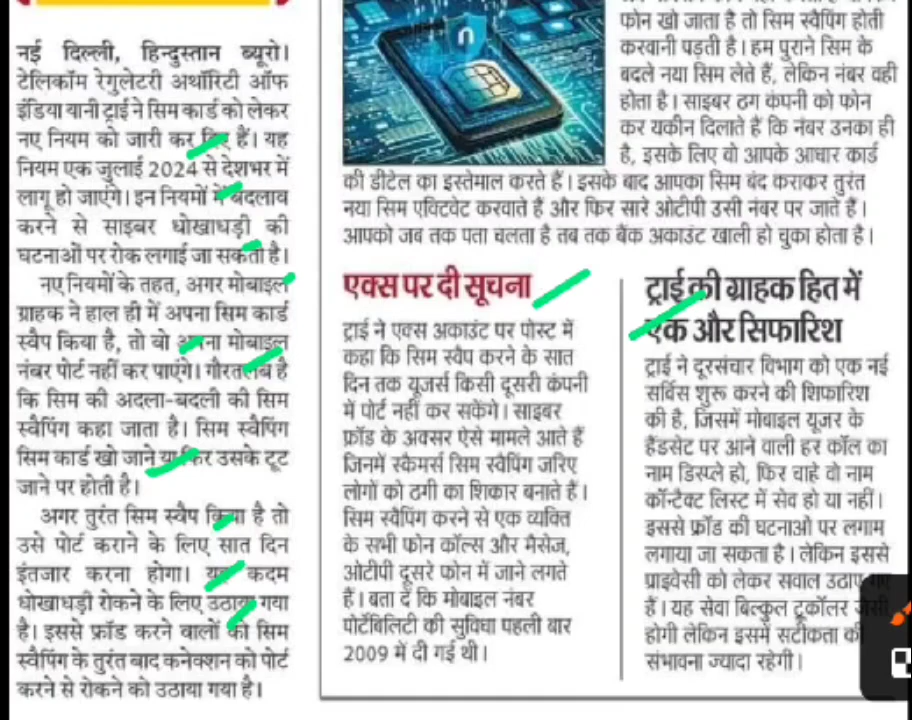 नई दिल्ली, हिन्दुस्तान ब्यूरो।
टेलिकॉम रेगुलेटरी अथॉरिटी ऑफ
इंडिया यानी ट्राई ने सिम कार्ड को लेकर
नए नियम को जारी कर दिए हैं। यह
नियम एक जुलाई 2024 से देशभर में
लागू हो जाएंगे। इन नियमों में बदलाव
करने से साइबर धोखाधड़ी की
घटनाओं पर रोक लगाई जा सकती है।
नए नियमों के तहत, अगर मोबाइल
ग्राहक ने हाल ही में अपना सिम कार्ड
स्वैप किया है, तो वो अपना मोबाइल
नंबर पोर्ट नहीं कर पाएंगे। गौरतलब है
कि सिम की अदला-बदली को सिम
स्वैपिंग कहा जाता है। सिम स्वैपिंग
सिम कार्ड खो जाने या फिर उसके टूट
जाने पर होती है।
अगर तुरंत सिम स्वैप किया है तो
उसे पोर्ट कराने के लिए सात दिन
इंतजार करना होगा। यह कदम
धोखाधड़ी रोकने के लिए उठाया गया
है। इससे फ्रॉड करने वालों को सिम
स्वैपिंग के तुरंत बाद कनेक्शन को पोर्ट
करने से रोकने को उठाया गया है।
फोन खो जाता है तो सिम स्वैपिंग होती
करवानी पड़ती है। हम पुराने सिम के
बदले नया सिम लेते हैं, लेकिन नंबर वही
होता है। साइबर ठग कंपनी को फोन
कर यकीन दिलाते हैं कि नंबर उनका ही
है, इसके लिए वो आपके आधार कार्ड
की डीटेल का इस्तेमाल करते हैं। इसके बाद आपका सिम बंद कराकर तुरंत
नया सिम एक्टिवेट करवाते हैं और फिर सारे ओटीपी उसी नंबर पर जाते हैं।
आपको जब तक पता चलता है तब तक बैंक अकाउंट खाली हो चुका होता है।
एक्स पर दी सूचना
ट्राई ने एक्स अकाउंट पर पोस्ट में
कहा कि सिम स्वैप करने के सात
दिन तक यूजर्स किसी दूसरी कंपनी
में पोर्ट नहीं कर सकेंगे। साइबर
फ्रॉड के अक्सर ऐसे मामले आते हैं
जिनमें स्कैमर्स सिम स्वैपिंग जरिए
लोगों को ठगी का शिकार बनाते हैं।
सिम स्वैपिंग करने से एक व्यक्ति
के सभी फोन कॉल्स और मैसेज,
ओटीपी दूसरे फोन में जाने लगते
हैं। बता दें कि मोबाइल नंबर
पोर्टेबिलिटी की सुविधा पहली बार
2009 में दी गई थी।
ट्राई की ग्राहक हित में
एक और सिफारिश
ट्राई ने दूरसंचार विभाग को एक नई
सर्विस शुरू करने की शिफारिश
की है, जिसमें मोबाइल यूजर के
हैंडसेट पर आने वाली हर कॉल का
नाम डिस्प्ले हो, फिर चाहे वो नाम
कॉन्टैक्ट लिस्ट में सेव हो या नहीं।
इससे फ्रॉड की घटनाओं पर लगाम
लगाया जा सकता है। लेकिन इससे
प्राइवेसी को लेकर सवाल उठाए गए
हैं। यह सेवा बिल्कुल ट्रूकॉलर जैसी
होगी लेकिन इसमें सटीकता की
संभावना ज्यादा रहेगी।